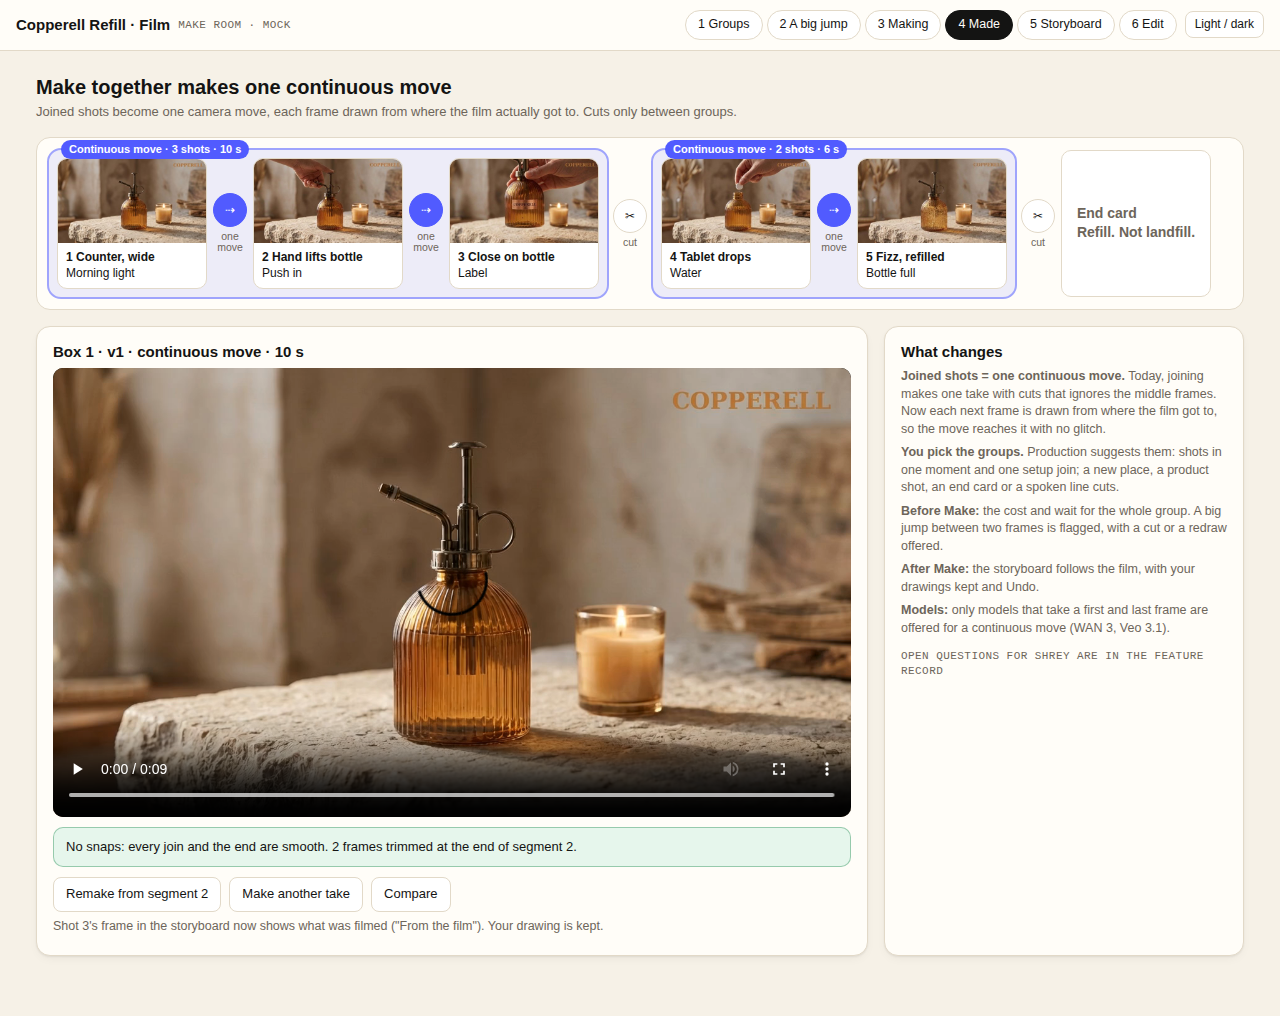 Copperell Refill · Film MAKE ROOM · MOCK
1 Groups
2 A big jump
3 Making
4 Made
5 Storyboard
6 Edit
Light / dark
Make together makes one continuous move
Joined shots become one camera move, each frame drawn from where the film actually got to. Cuts only between groups.
Continuous move · 3 shots · 10 s
1 Counter, wide
Morning light
one
move
2 Hand lifts bottle
Push in
one
move
3 Close on bottle
Label
cut
Continuous move · 2 shots · 6 s
4 Tablet drops
Water
one
move
5 Fizz, refilled
Bottle full
cut
End card
Refill. Not landfill.
Box 1 · v1 · continuous move · 10 s
COPPERELL
0:00 / 0:09
No snaps: every join and the end are smooth. 2 frames trimmed at the end of segment 2.
Remake from segment 2
Make another take
Compare
Shot 3's frame in the storyboard now shows what was filmed ("From the film"). Your drawing is kept.
What changes
Joined shots = one continuous move. Today, joining
makes one take with cuts that ignores the middle frames.
Now each next frame is drawn from where the film got to,
so the move reaches it with no glitch.
You pick the groups. Production suggests them: shots in
one moment and one setup join; a new place, a product
shot, an end card or a spoken line cuts.
Before Make: the cost and wait for the whole group. A big
jump between two frames is flagged, with a cut or a redraw
offered.
After Make: the storyboard follows the film, with your
drawings kept and Undo.
Models: only models that take a first and last frame are
offered for a continuous move (WAN 3, Veo 3.1).
OPEN QUESTIONS FOR SHREY ARE IN THE FEATURE
RECORD